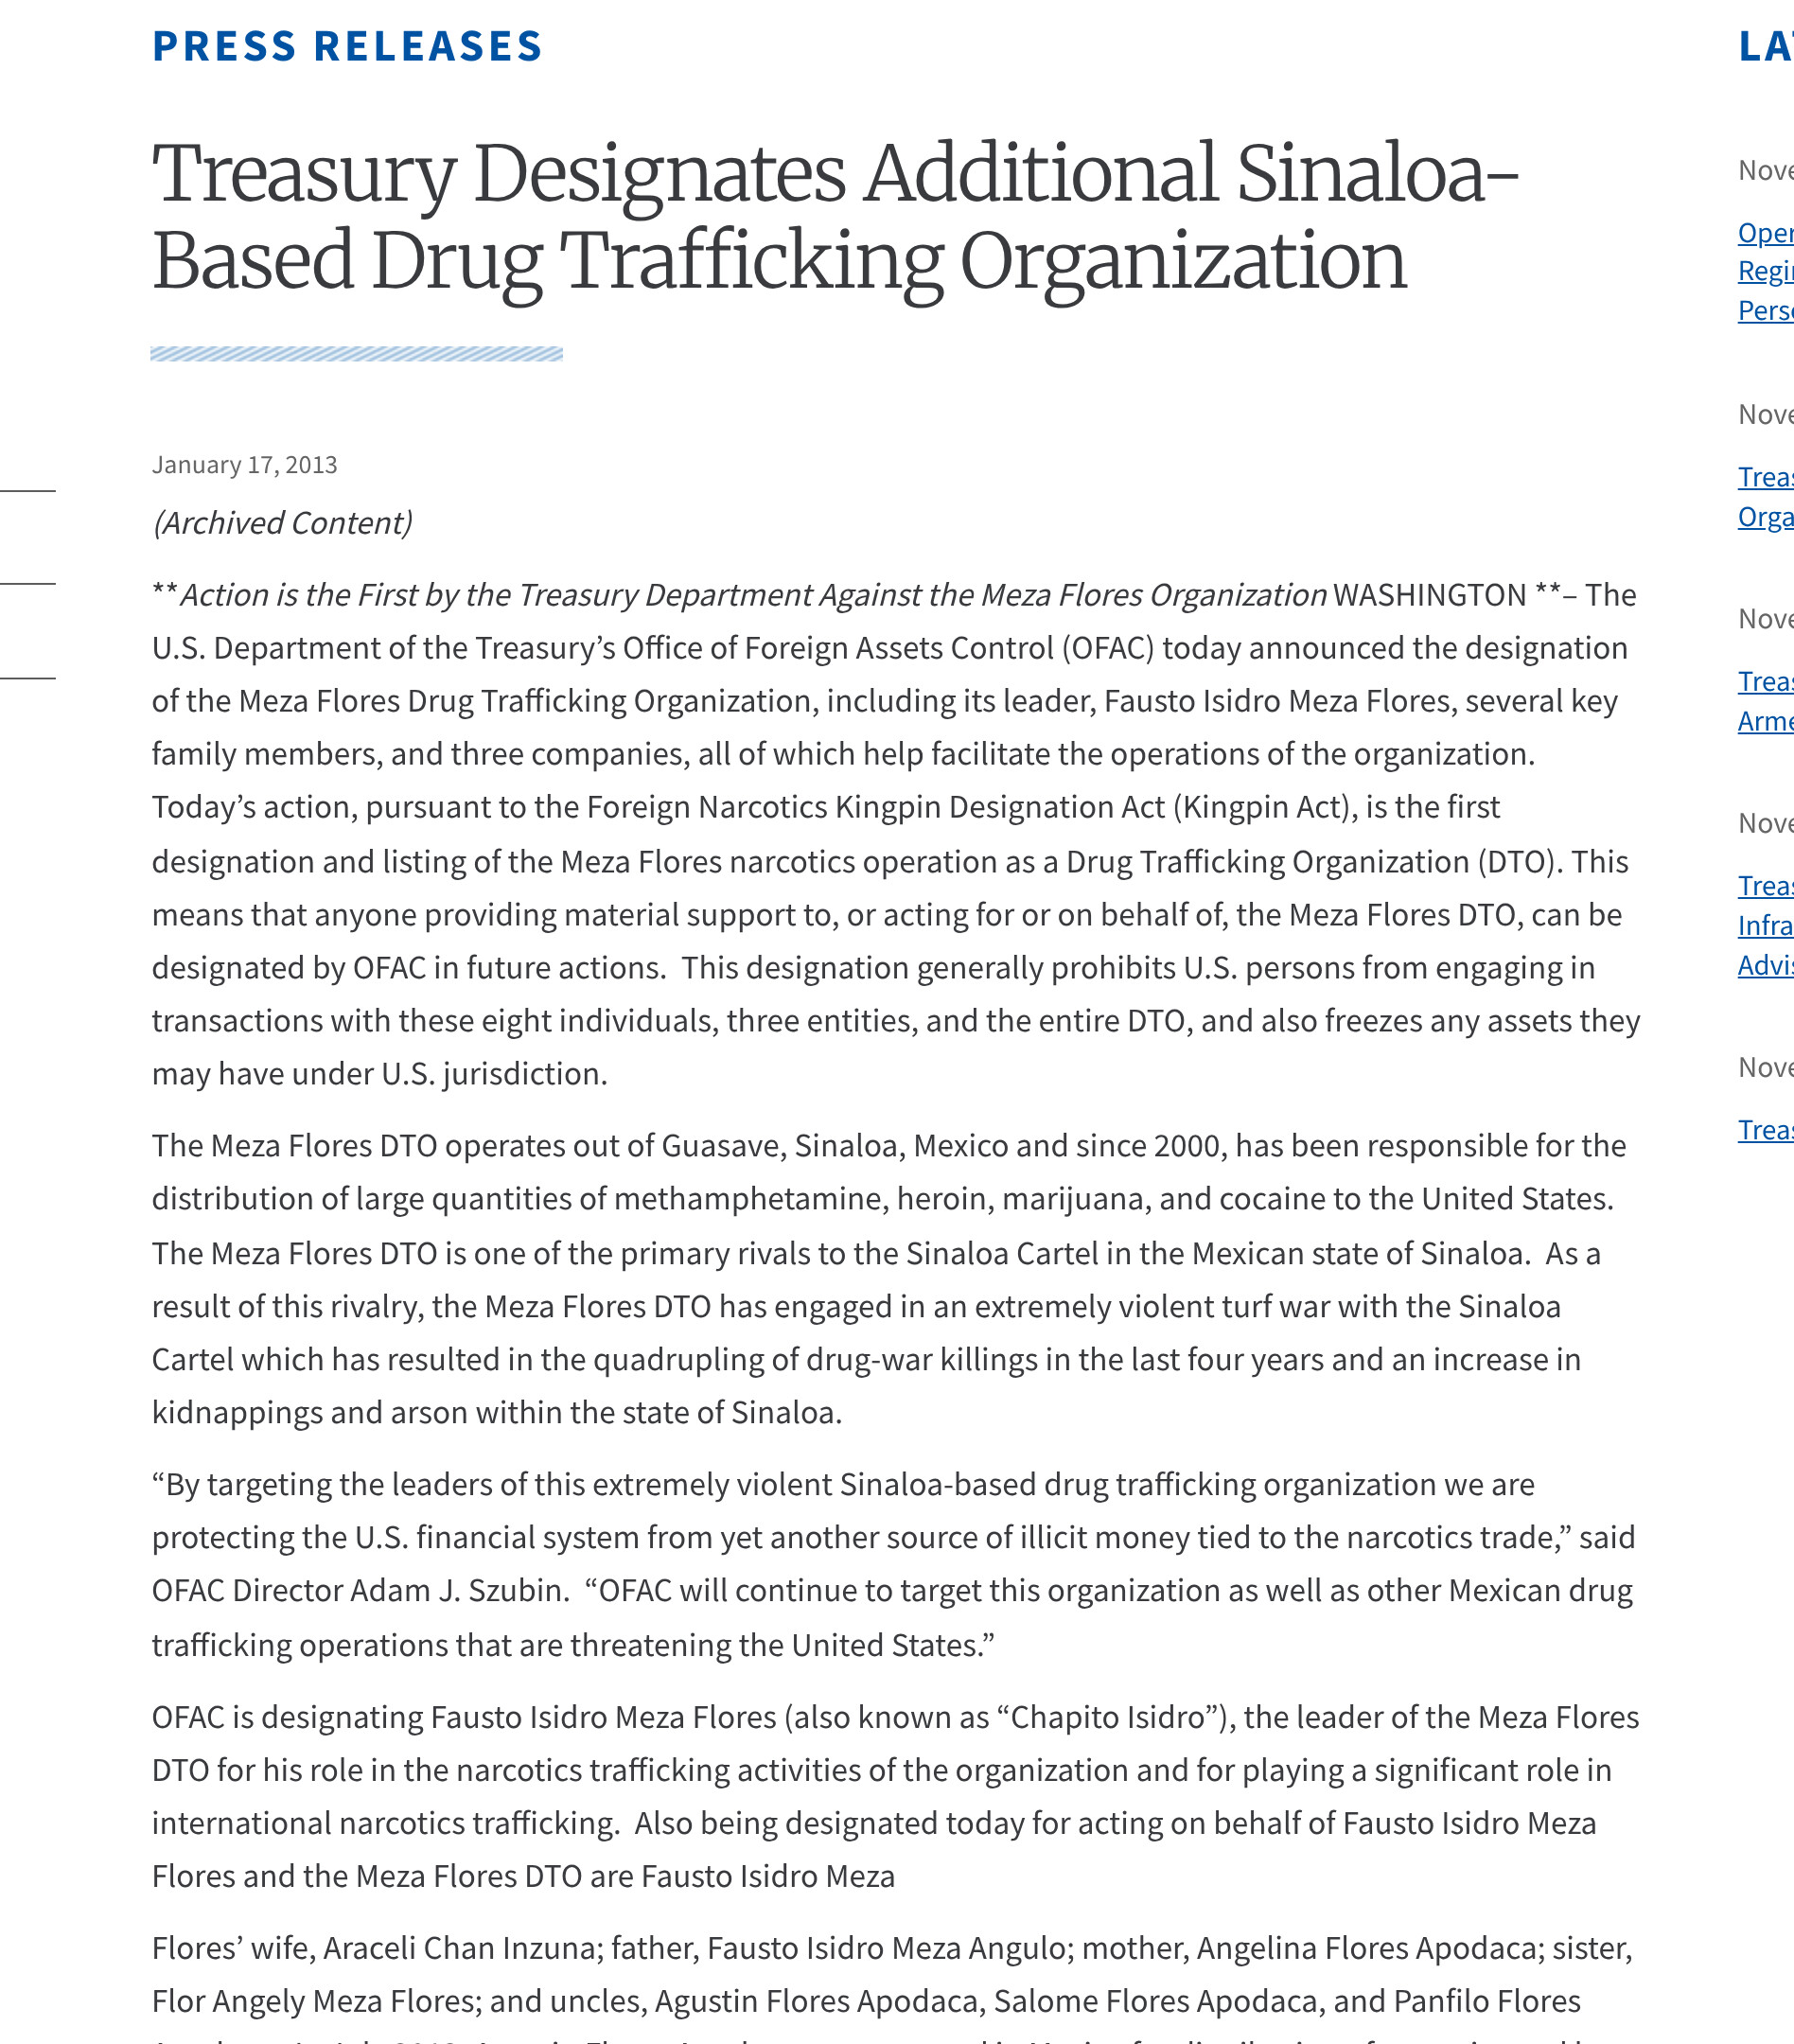 PRESS RELEASES
Treasury Designates Additional Sinaloa-
Based Drug Trafficking Organization
January 17, 2013
(Archived Content)
**Action is the First by the Treasury Department Against the Meza Flores Organization WASHINGTON **– The
U.S. Department of the Treasury’s Office of Foreign Assets Control (OFAC) today announced the designation
of the Meza Flores Drug Trafficking Organization, including its leader, Fausto Isidro Meza Flores, several key
family members, and three companies, all of which help facilitate the operations of the organization.
Today’s action, pursuant to the Foreign Narcotics Kingpin Designation Act (Kingpin Act), is the first
designation and listing of the Meza Flores narcotics operation as a Drug Trafficking Organization (DTO). This
means that anyone providing material support to, or acting for or on behalf of, the Meza Flores DTO, can be
designated by OFAC in future actions.  This designation generally prohibits U.S. persons from engaging in
transactions with these eight individuals, three entities, and the entire DTO, and also freezes any assets they
may have under U.S. jurisdiction.
The Meza Flores DTO operates out of Guasave, Sinaloa, Mexico and since 2000, has been responsible for the
distribution of large quantities of methamphetamine, heroin, marijuana, and cocaine to the United States.
The Meza Flores DTO is one of the primary rivals to the Sinaloa Cartel in the Mexican state of Sinaloa.  As a
result of this rivalry, the Meza Flores DTO has engaged in an extremely violent turf war with the Sinaloa
Cartel which has resulted in the quadrupling of drug-war killings in the last four years and an increase in
kidnappings and arson within the state of Sinaloa.
“By targeting the leaders of this extremely violent Sinaloa-based drug trafficking organization we are
protecting the U.S. financial system from yet another source of illicit money tied to the narcotics trade,” said
OFAC Director Adam J. Szubin.  “OFAC will continue to target this organization as well as other Mexican drug
trafficking operations that are threatening the United States.”
OFAC is designating Fausto Isidro Meza Flores (also known as “Chapito Isidro”), the leader of the Meza Flores
DTO for his role in the narcotics trafficking activities of the organization and for playing a significant role in
international narcotics trafficking.  Also being designated today for acting on behalf of Fausto Isidro Meza
Flores and the Meza Flores DTO are Fausto Isidro Meza
Flores’ wife, Araceli Chan Inzuna; father, Fausto Isidro Meza Angulo; mother, Angelina Flores Apodaca; sister,
Flor Angely Meza Flores; and uncles, Agustin Flores Apodaca, Salome Flores Apodaca, and Panfilo Flores